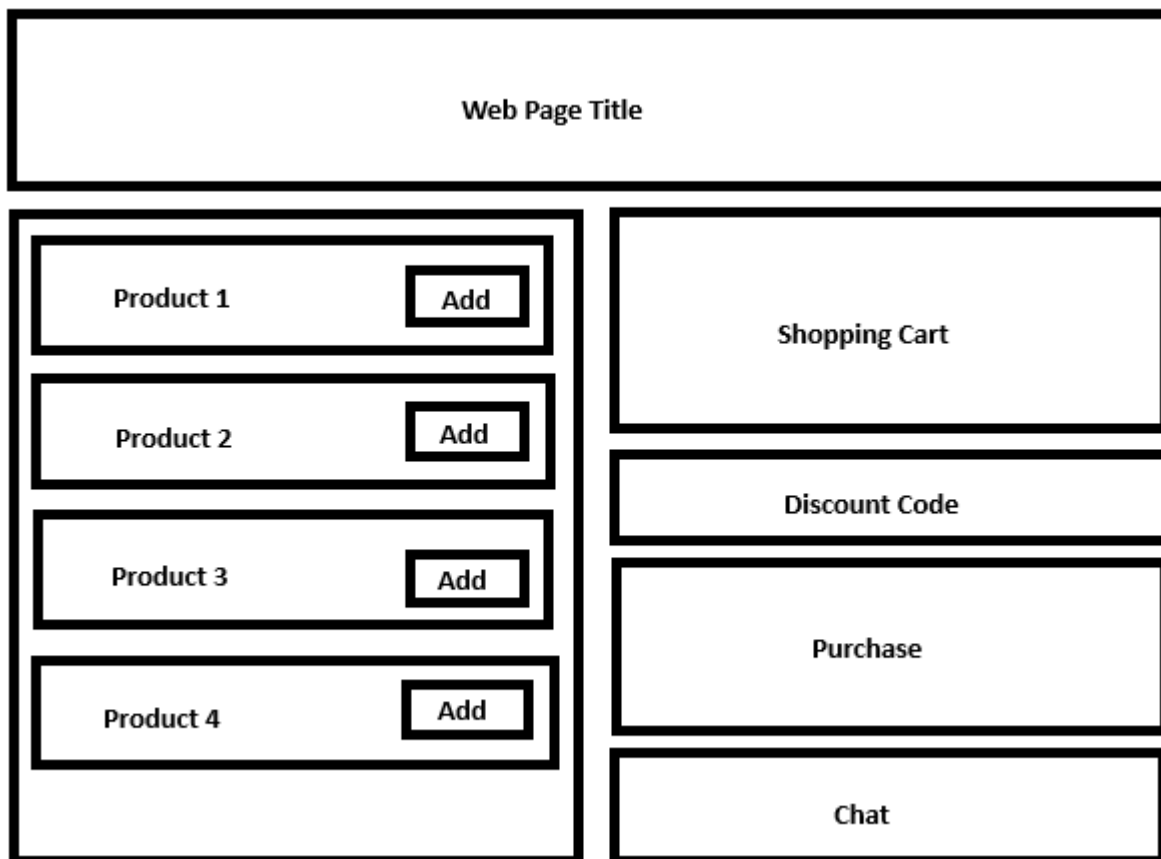 Web Page Title
Product 1
Add
Product 2
Add
Product 3
Add
Product 4
Add
Shopping Cart
Discount Code
Purchase
Chat